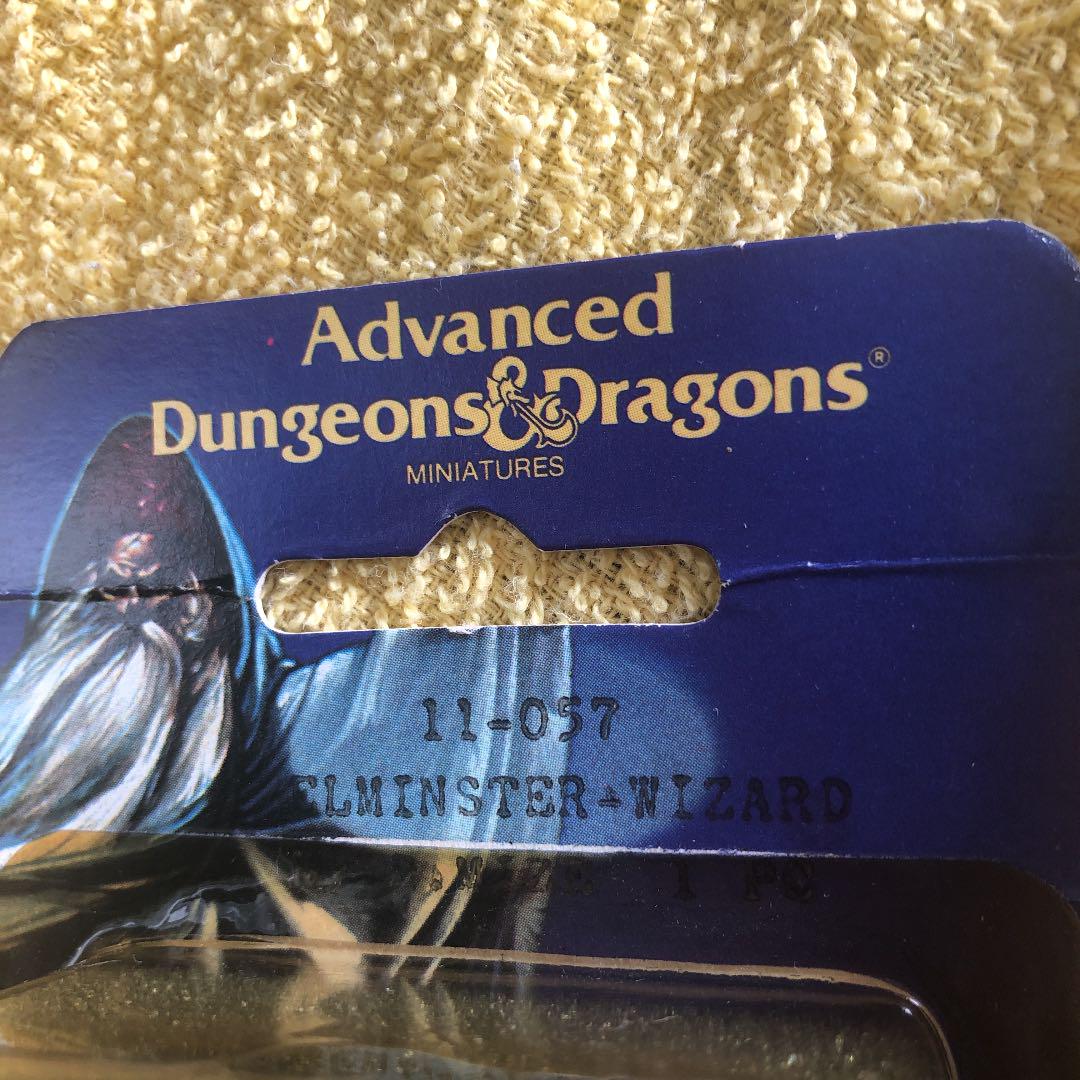 Advanced
Dungeons & Dragons®
MINIATURES
11-057
ELMINSTER-WIZARD
1 PC